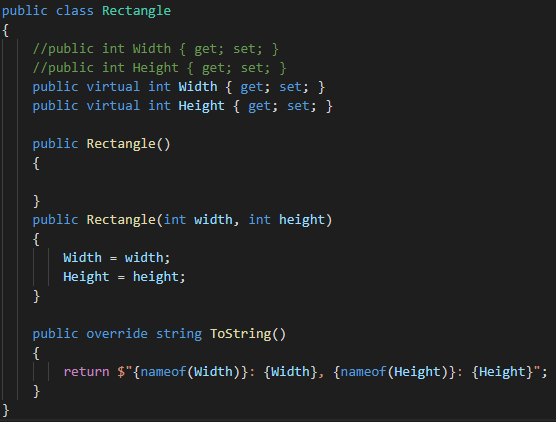 public class Rectangle
{
    //public int Width { get; set; }
    //public int Height { get; set; }
    public virtual int Width { get; set; }
    public virtual int Height { get; set; }

    public Rectangle()
    {

    }
    public Rectangle(int width, int height)
    {
        Width = width;
        Height = height;
    }

    public override string ToString()
    {
        return $"{nameof(Width)}: {Width}, {nameof(Height)}: {Height}";
    }
}